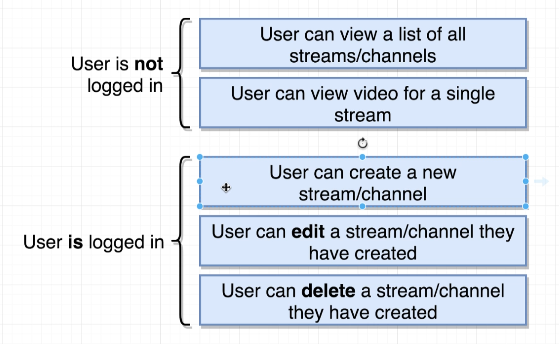 User is not
logged in
User can view a list of all
streams/channels
User can view video for a single
stream
User is logged in
User can create a new
stream/channel
User can edit a stream/channel they
have created
User can delete a stream/channel
they have created